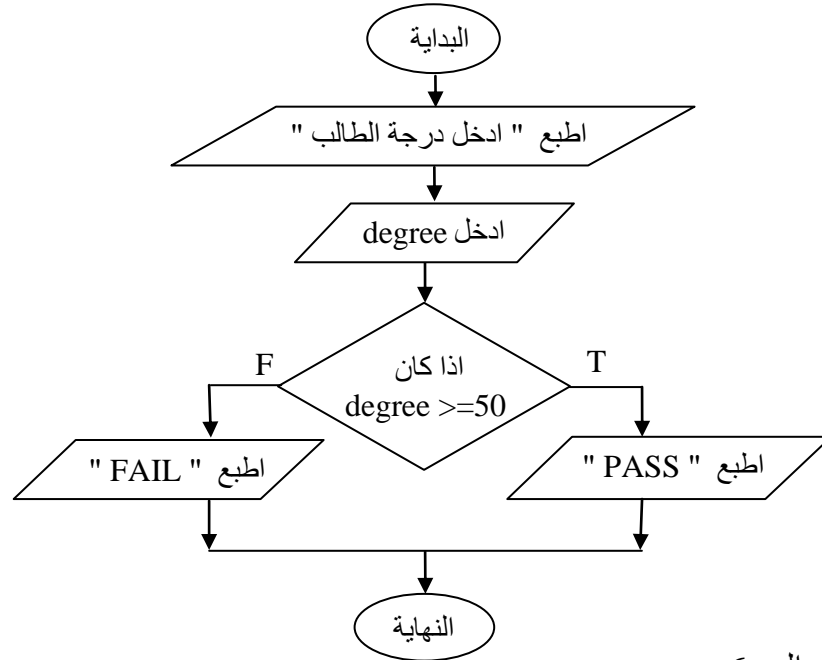 البداية
اطبع " ادخل درجة الطالب "
ادخل degree
اذا كان
degree >=50
F
T
اطبع " FAIL "
اطبع " PASS "
النهاية